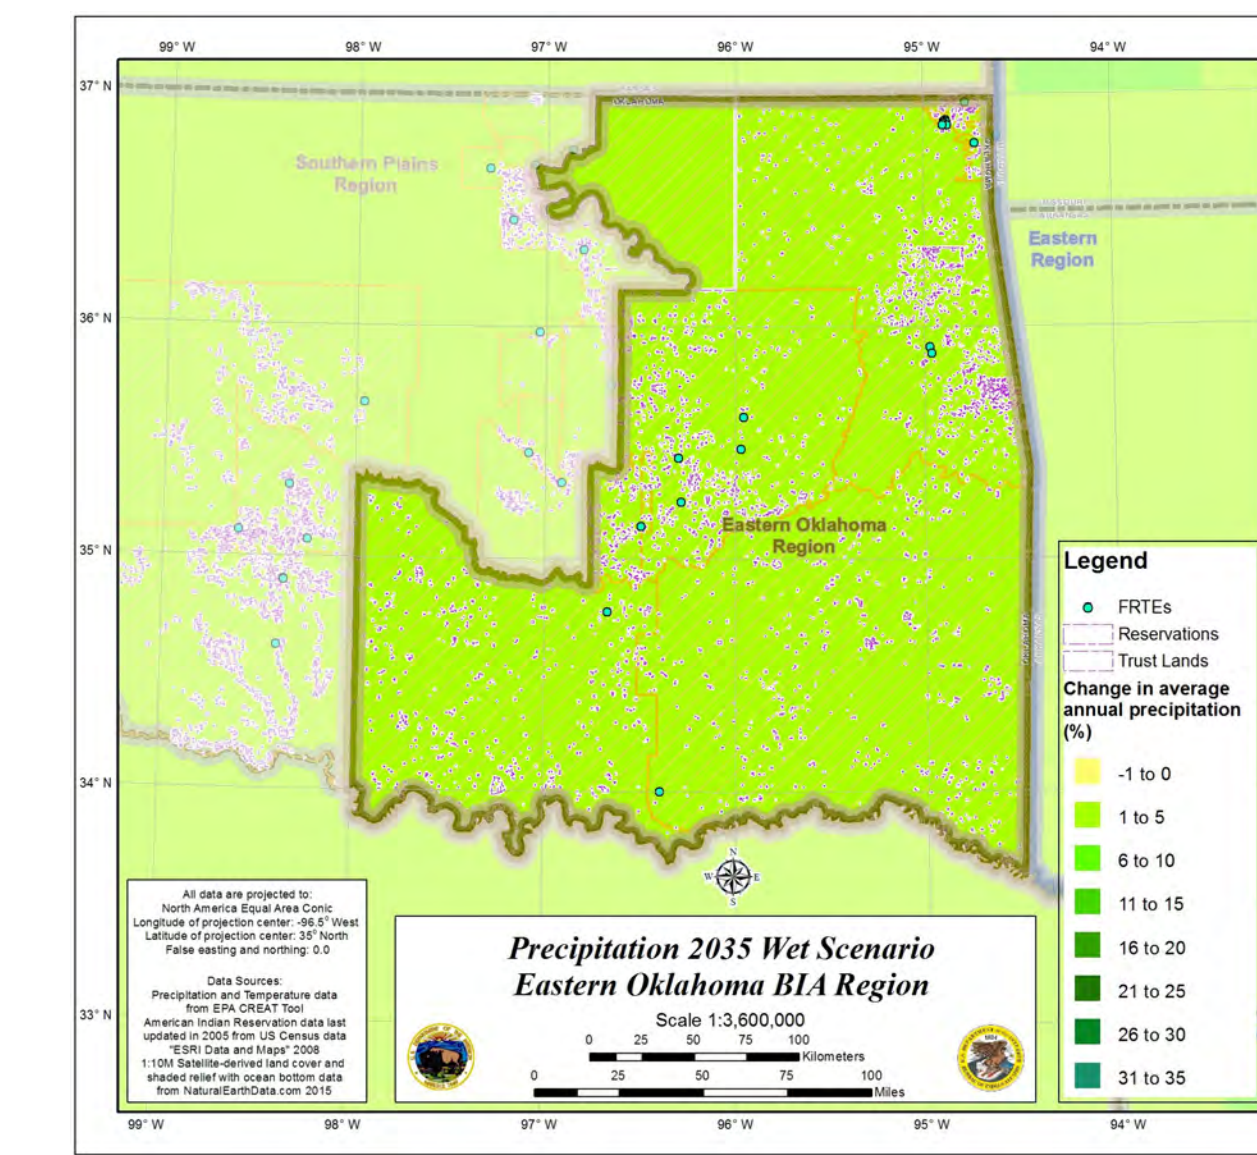 99° W 98° W 97° W 96° W 95° W 94° W
37° N
KANSAS
OKLAHOMA
Southern Plains
Region
MISSOURI
ARKANSAS
Eastern
Region
36° N
Eastern Oklahoma
Region
35° N
34° N
33° N
Legend
FRTEs
Reservations
Trust Lands
Change in average
annual precipitation
(%)
-1 to 0
1 to 5
6 to 10
11 to 15
16 to 20
21 to 25
26 to 30
31 to 35
N
W E
S
All data are projected to:
North America Equal Area Conic
Longitude of projection center: -96.5° West
Latitude of projection center: 35° North
False easting and northing: 0.0
Data Sources:
Precipitation and Temperature data
from EPA CREAT Tool
American Indian Reservation data last
updated in 2005 from US Census data
"ESRI Data and Maps" 2008
1:10M Satellite-derived land cover and
shaded relief with ocean bottom data
from NaturalEarthData.com 2015
Precipitation 2035 Wet Scenario
Eastern Oklahoma BIA Region
Scale 1:3,600,000
0 25 50 75 100
Kilometers
0 25 50 75 100
Miles
99° W 98° W 97° W 96° W 95° W 94° W